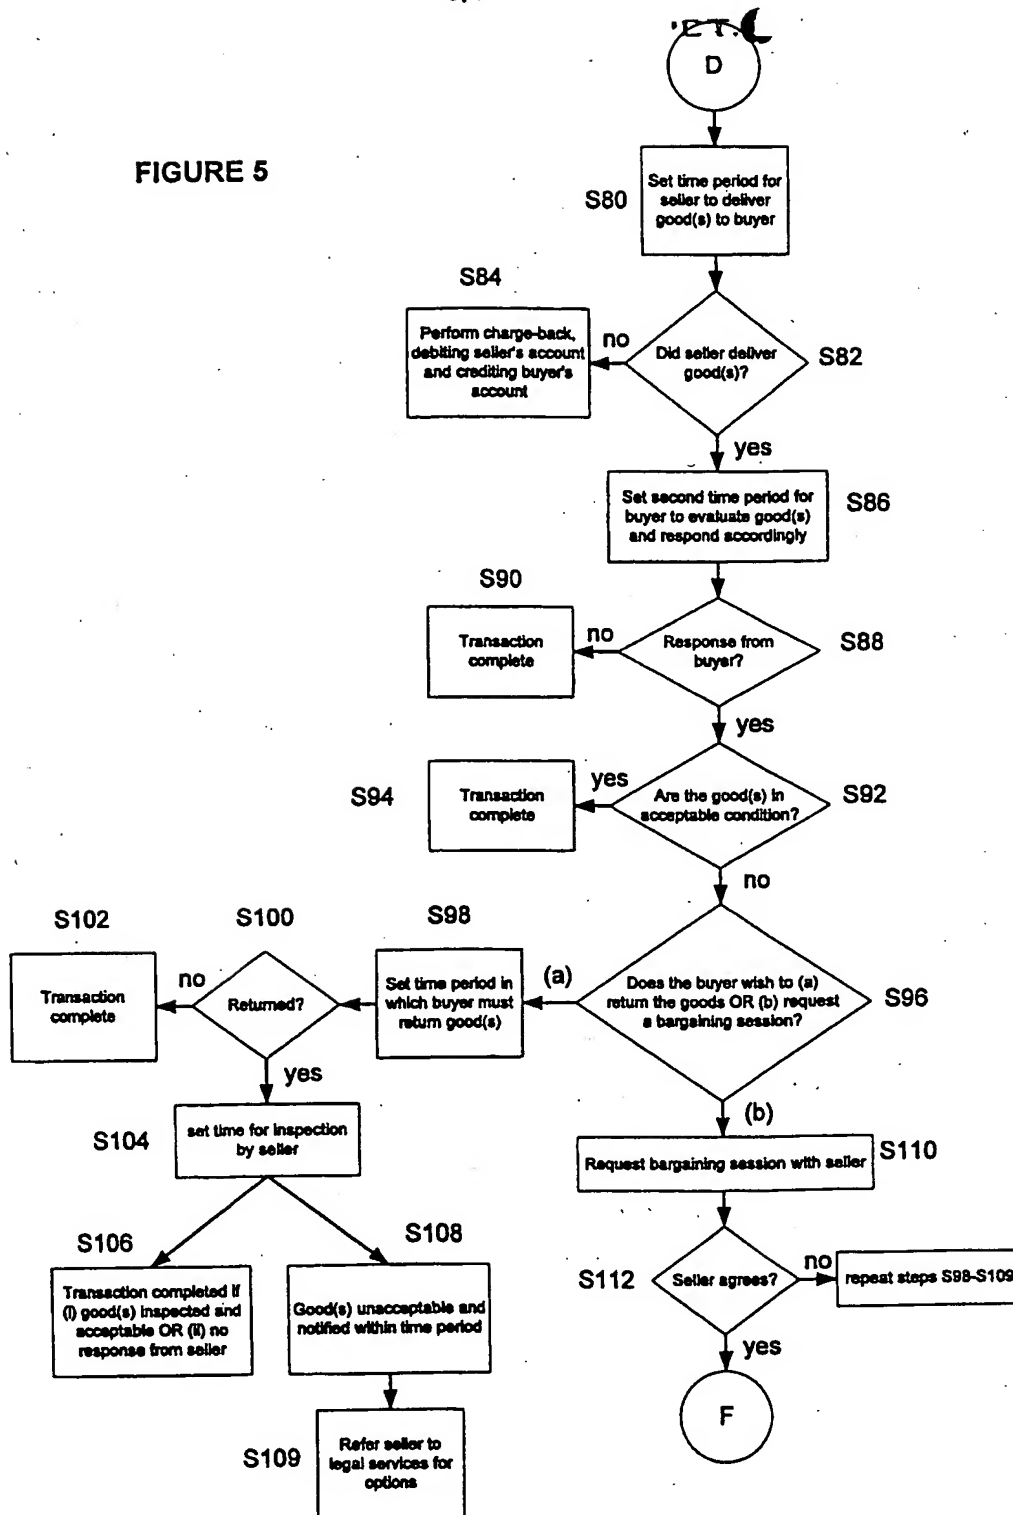 D
FIGURE 5
S80
Set time period for
seller to deliver
good(s) to buyer
S84
Perform charge-back,
debiting seller's account
and crediting buyer's
account
no
Did seller deliver
good(s)?
S82
yes
Set second time period for
buyer to evaluate good(s)
and respond accordingly
S86
S90
Transaction
complete
no
Response from
buyer?
S88
yes
S94
Transaction
complete
yes
Are the good(s) in
acceptable condition?
S92
no
S102
S100
S98
Transaction
complete
no
Returned?
Set time period in
which buyer must
return good(s)
(a)
Does the buyer wish to (a)
return the goods OR (b) request
a bargaining session?
S96
yes
(b)
S104
set time for inspection
by seller
Request bargaining session with seller
S110
S106
S108
Transaction completed if
(i) good(s) inspected and
acceptable OR (ii) no
response from seller
Good(s) unacceptable and
notified within time period
S112
Seller agrees?
no
repeat steps S98-S109
yes
F
S109
Refer seller to
legal services for
options